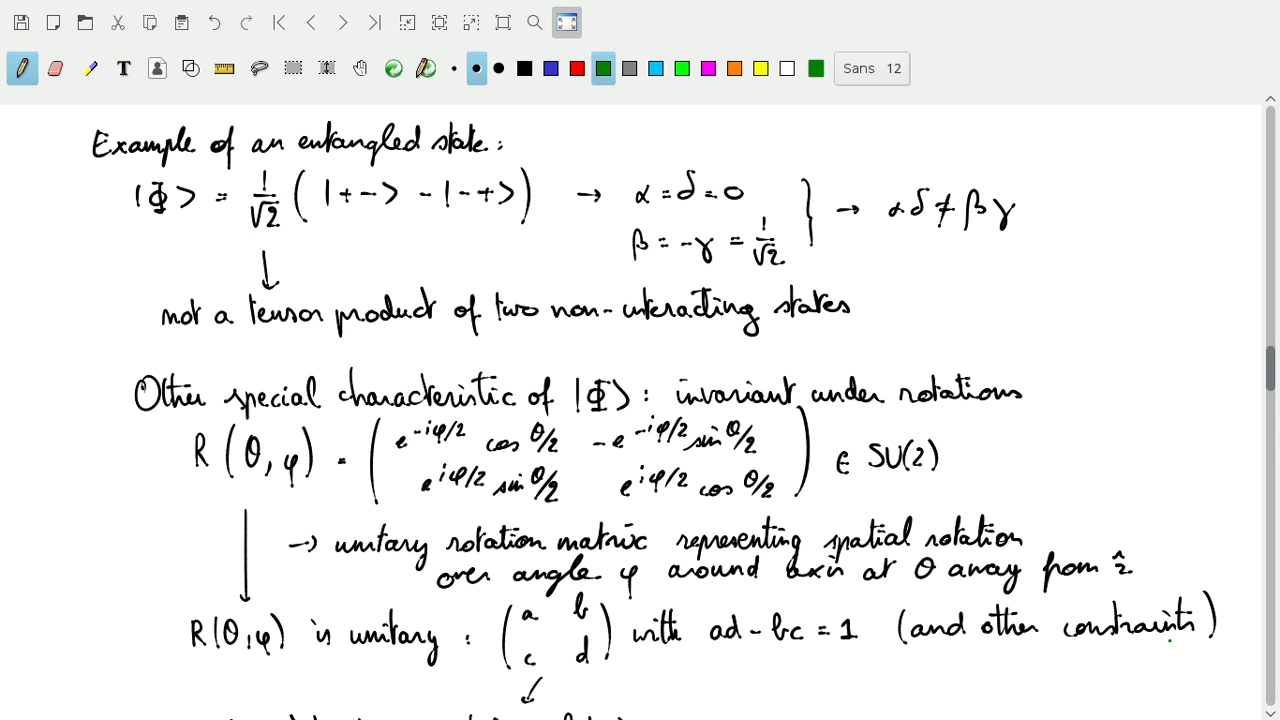 T Sans 12
Example of an entangled state:
|Φ> = 1/√2 ( |+-> - |-+> ) → α = δ = 0 } → αδ ≠ βγ
β = -γ = 1/√2
↓
not a tensor product of two non-interacting states
Other special characteristic of |Φ>: invariant under rotations
R(θ, φ) = ( e^{-iφ/2} cos θ/2 -e^{-iφ/2} sin θ/2 ) ∈ SU(2)
e^{iφ/2} sin θ/2 e^{iφ/2} cos θ/2
→ unitary rotation matrix representing spatial rotation
over angle φ around axis at θ away from ẑ
R(θ,φ) is unitary : ( a b ) with ad - bc = 1 (and other constraints)
c d
↙